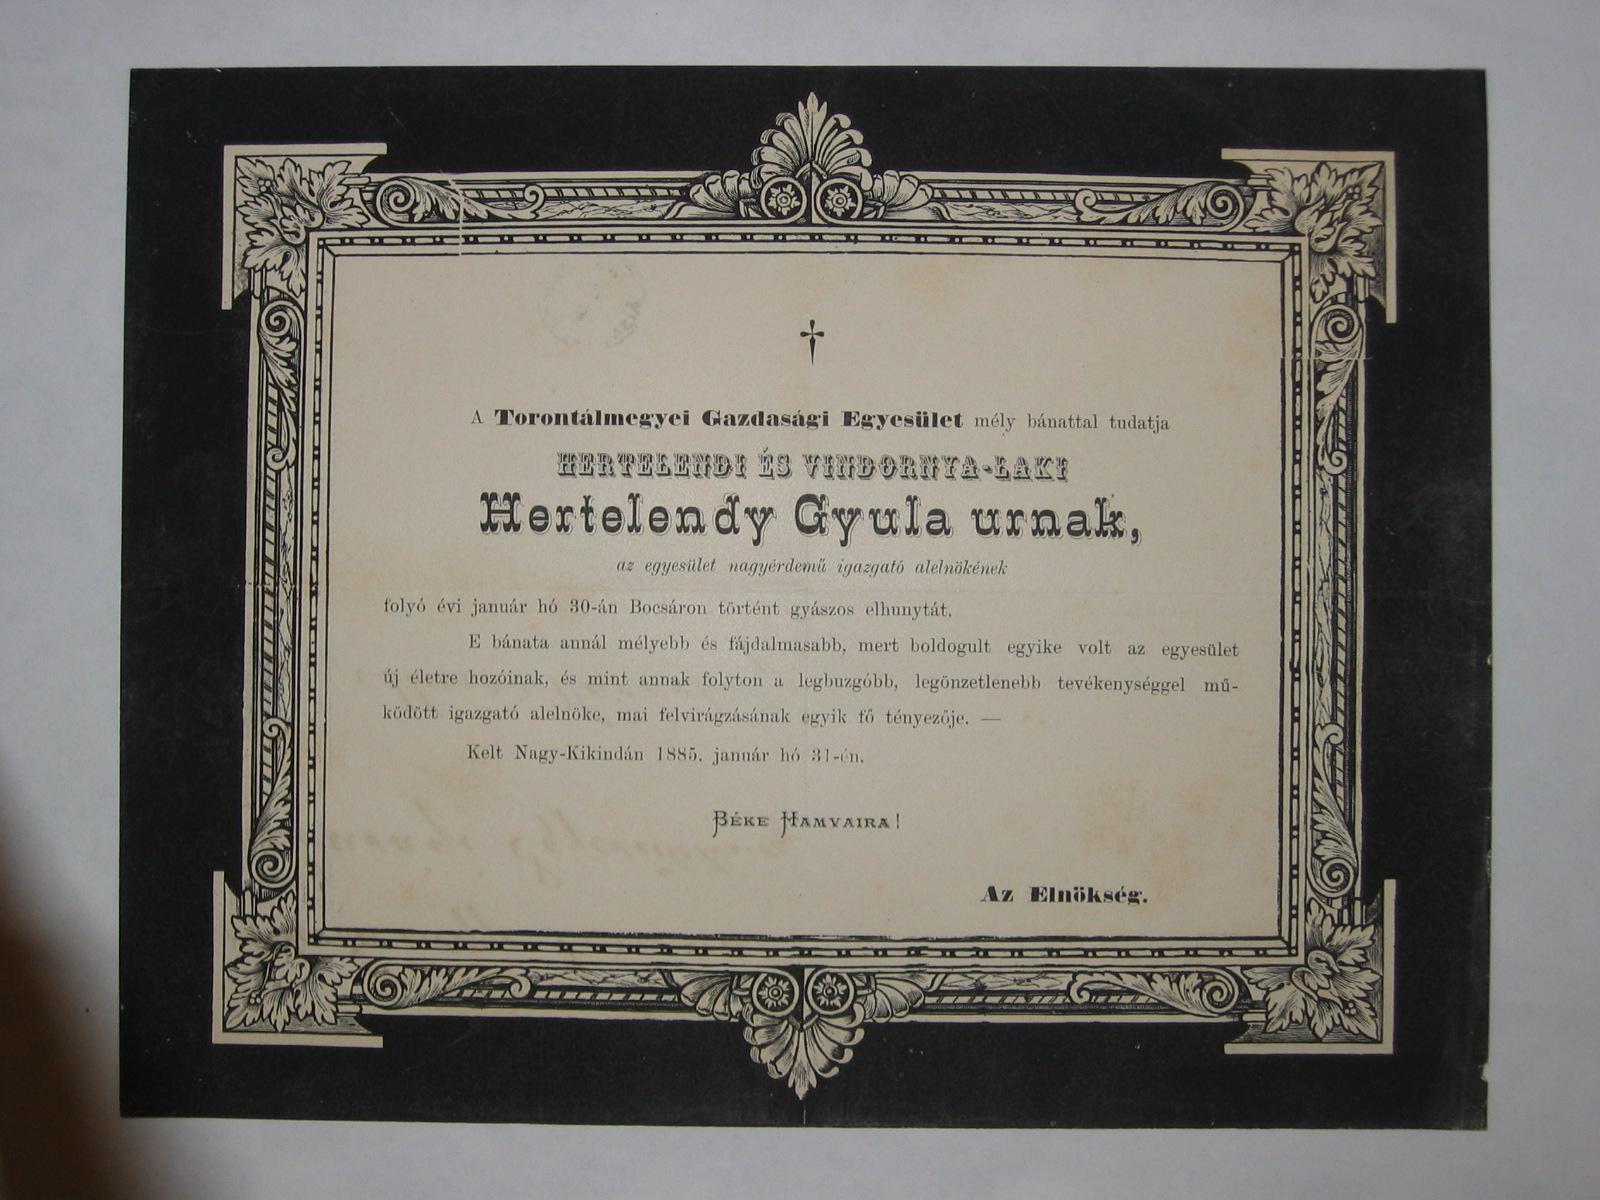 †
A Torontálmegyei Gazdasági Egyesület mély bánattal tudatja
HERTELENDI ÉS VINDORNYA-LAKI
Hertelendy Gyula urnak,
az egyesület nagyérdemű igazgató alelnökének
folyó évi január hó 30-án Bocsáron történt gyászos elhunytát.
E bánata annál mélyebb és fájdalmasabb, mert boldogult egyike volt az egyesület
új életre hozóinak, és mint annak folyton a legbuzgóbb, legönzetlenebb tevékenységgel mű-
ködött igazgató alelnöke, mai felvirágzásának egyik fő tényezője. —
Kelt Nagy-Kikindán 1885. január hó 31-én.
BÉKE HAMVAIRA!
Az Elnökség.